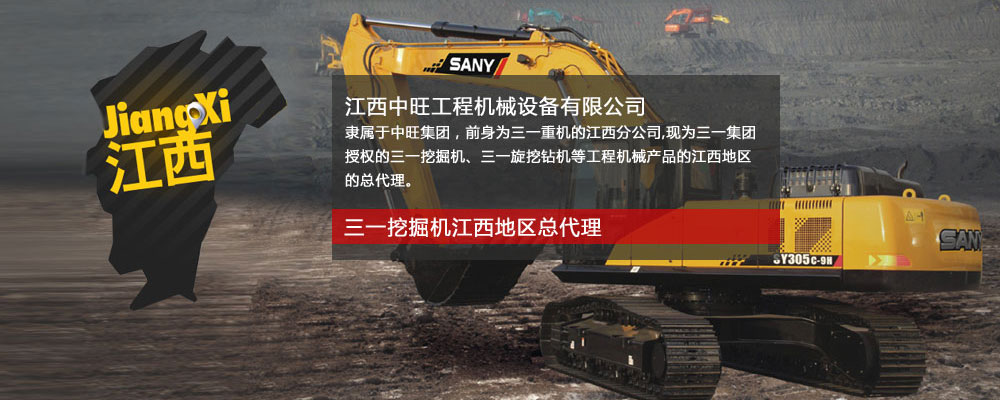 JiangXi
江西
SANY
江西中旺工程机械设备有限公司
隶属于中旺集团，前身为三一重机的江西分公司,现为三一集团
授权的三一挖掘机、三一旋挖钻机等工程机械产品的江西地区
的总代理。
三一挖掘机江西地区总代理
SANY
SY305C-9H